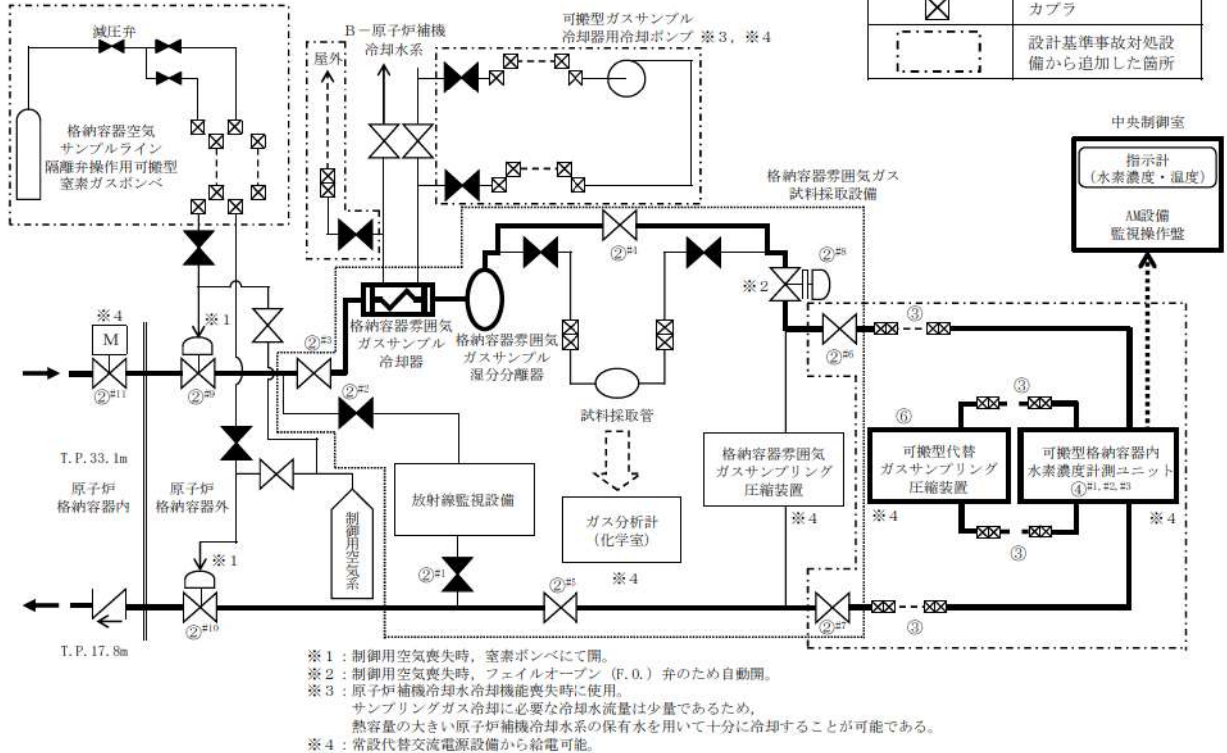 カプラ
設計基準事故対処設
備から追加した箇所
減圧弁
格納容器空気
サンプルライン
隔離弁操作用可搬型
窒素ガスボンベ
屋外
B－原子炉補機
冷却水系
可搬型ガスサンプル
冷却器用冷却ポンプ ※３，※４
中央制御室
指示計
（水素濃度・温度）
AM設備
監視操作盤
格納容器雰囲気ガス
試料採取設備
②#4
②#8
※２
※４
M
②#11
※１
②#9
②#3
②#2
格納容器雰囲気
ガスサンプル
冷却器
格納容器雰囲気
ガスサンプル
湿分分離器
②#6
③
③
試料採取管
⑥
可搬型代替
ガスサンプリング
圧縮装置
※４
可搬型格納容器内
水素濃度計測ユニット
④#1，#2，#3
※４
格納容器雰囲気
ガスサンプリング
圧縮装置
※４
放射線監視設備
ガス分析計
（化学室）
※４
T.P.33.1m
原子炉
格納容器内
原子炉
格納容器外
制御用空気系
③
※１
②#1
②#5
②#7
③
②#10
T.P.17.8m
※１：制御用空気喪失時，窒素ボンベにて開。
※２：制御用空気喪失時，フェイルオープン（F.O.）弁のため自動開。
※３：原子炉補機冷却水冷却機能喪失時に使用。
サンプリングガス冷却に必要な冷却水流量は少量であるため，
熱容量の大きい原子炉補機冷却水系の保有水を用いて十分に冷却することが可能である。
※４：常設代替交流電源設備から給電可能。